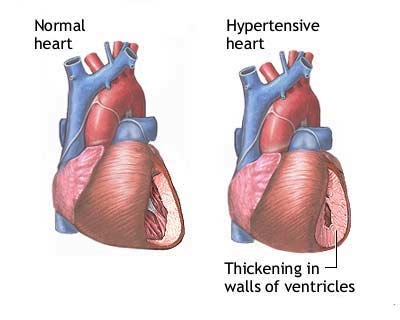 Normal
heart
Hypertensive
heart
Thickening in
walls of ventricles